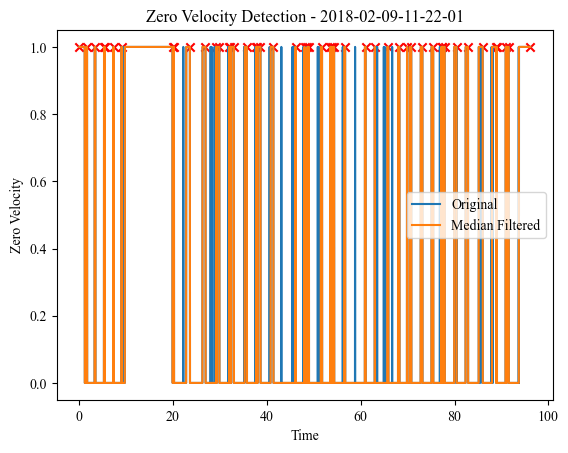 Zero Velocity Detection - 2018-02-09-11-22-01
1.0
0.8
0.6
0.4
0.2
0.0
Zero Velocity
Original
Median Filtered
0
20
40
60
80
100
Time